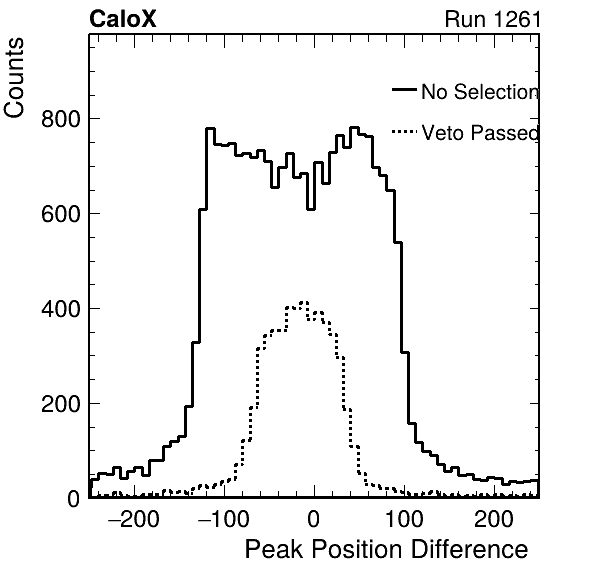 CaloX Run 1261
Counts
No Selection
Veto Passed
800
600
400
200
0
−200 −100 0 100 200
Peak Position Difference